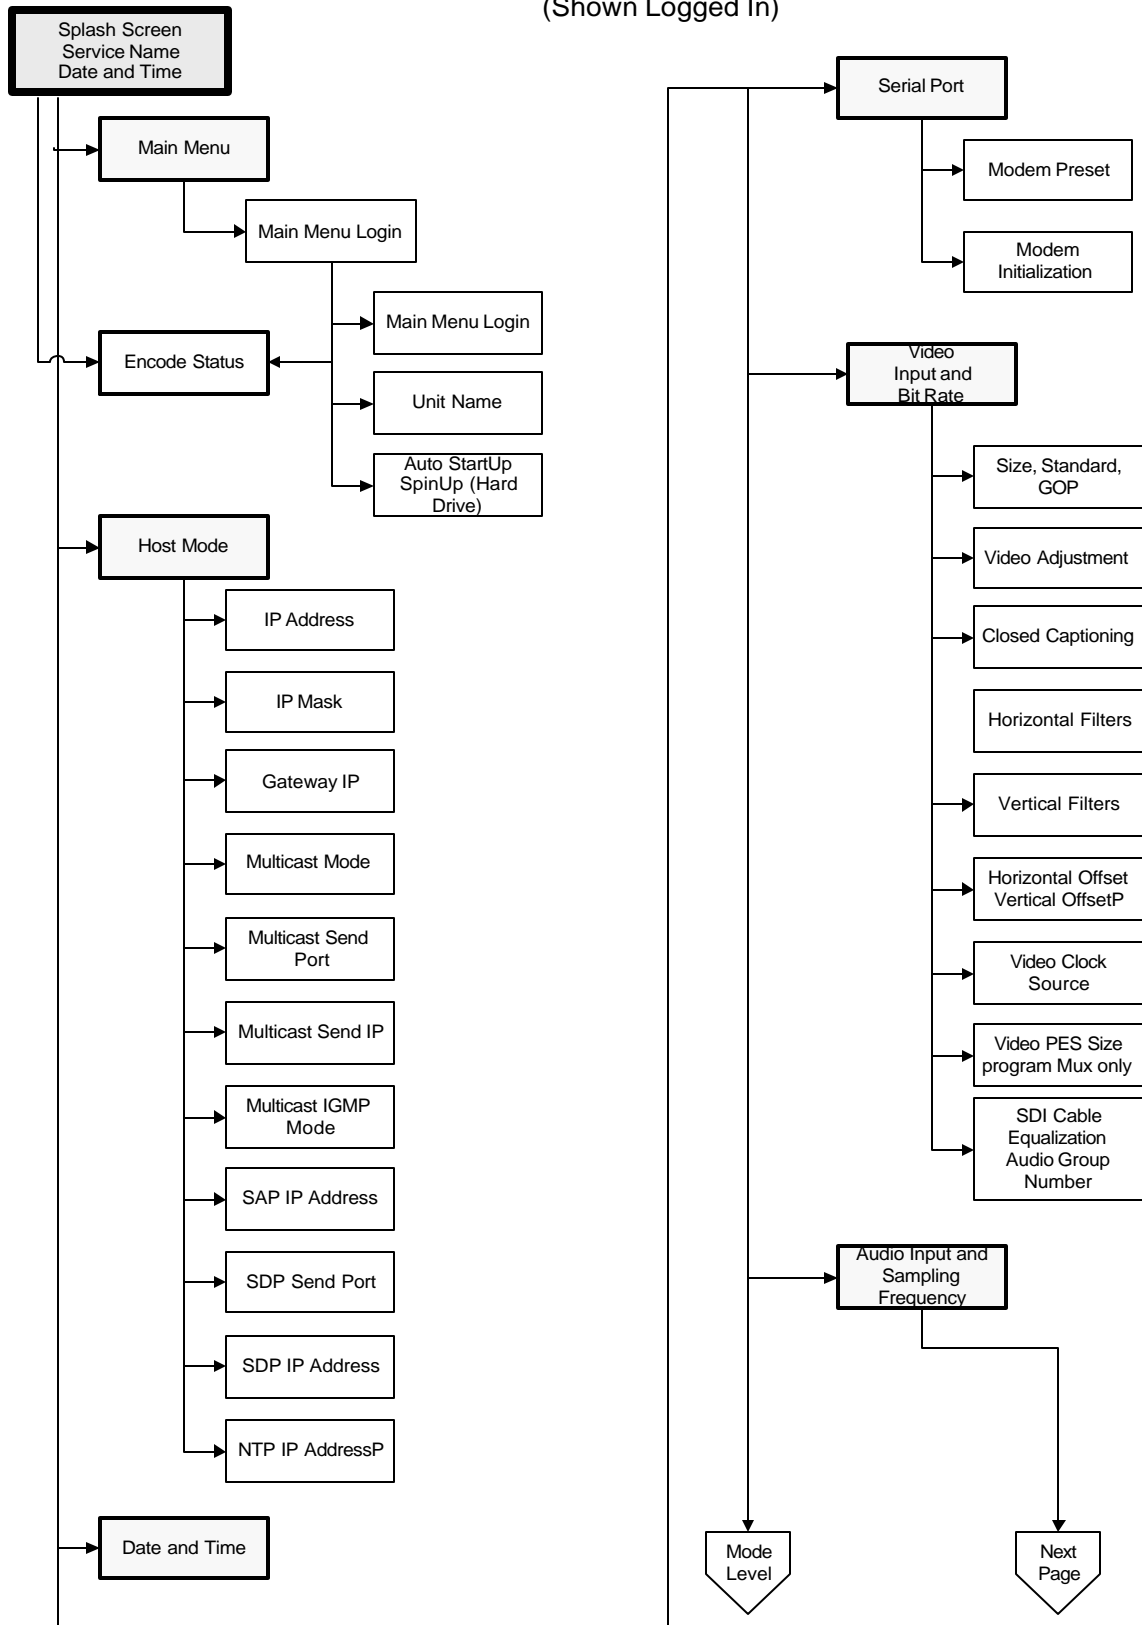 (Shown Logged In)
Splash Screen
Service Name
Date and Time
Main Menu
Main Menu Login
Main Menu Login
Encode Status
Unit Name
Auto StartUp
SpinUp (Hard
Drive)
Host Mode
IP Address
IP Mask
Gateway IP
Multicast Mode
Multicast Send
Port
Multicast Send IP
Multicast IGMP
Mode
SAP IP Address
SDP Send Port
SDP IP Address
NTP IP AddressP
Date and Time
Serial Port
Modem Preset
Modem
Initialization
Video
Input and
Bit Rate
Size, Standard,
GOP
Video Adjustment
Closed Captioning
Horizontal Filters
Vertical Filters
Horizontal Offset
Vertical OffsetP
Video Clock
Source
Video PES Size
program Mux only
SDI Cable
Equalization
Audio Group
Number
Audio Input and
Sampling
Frequency
Mode
Level
Next
Page